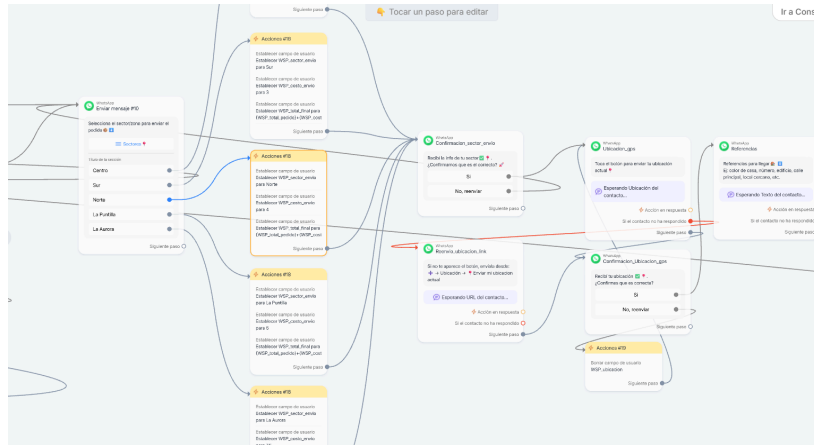 Siguiente paso
👇 Tocar un paso para editar
Ir a Cons
Acciones #18
Establecer campo de usuario
Establecer WSP_sector_envio
para Sur
Establecer campo de usuario
Establecer WSP_costo_envio
para 3
Establecer campo de usuario
Establecer WSP_total_final para
(WSP_total_pedido)+(WSP_cost
Siguiente paso
WhatsApp
Enviar mensaje #10
Selecciona el sector/zona para enviar el
pedido
Sectores
Título de la sección
Centro
Sur
Norte
La Puntilla
La Aurora
Siguiente paso
Acciones #18
Establecer campo de usuario
Establecer WSP_sector_envio
para Norte
Establecer campo de usuario
Establecer WSP_costo_envio
para 4
Establecer campo de usuario
Establecer WSP_total_final para
(WSP_total_pedido)+(WSP_cost
Siguiente paso
Acciones #18
Establecer campo de usuario
Establecer WSP_sector_envio
para La Puntilla
Establecer campo de usuario
Establecer WSP_costo_envio
para 5
Establecer campo de usuario
Establecer WSP_total_final para
(WSP_total_pedido)+(WSP_cost
Siguiente paso
Acciones #18
Establecer campo de usuario
Establecer WSP_sector_envio
para La Aurora
Establecer campo de usuario
Establecer WSP_costo_envio
WhatsApp
Confirmacion_sector_envio
Recibí la info de tu sector ✅ 📍.
¿Confirmamos que es el correcto? 🚀
Si
No, reenviar
Siguiente paso
WhatsApp
Reenvia_ubicacion_link
Si no te aparece el botón, envíala desde
➕ → Ubicación → 📍 Enviar mi ubicación
actual
Esperando URL del contacto...
Acción en respuesta
Si el contacto no ha respondido
Siguiente paso
WhatsApp
Ubicacion_gps
Toca el botón para enviar tu ubicación
actual 📍
Esperando Ubicación del
contacto...
Acción en respuesta
Si el contacto no ha respondido
Siguiente paso
WhatsApp
Confirmacion_Ubicacion_gps
Recibí tu ubicación ✅ 📍.
¿Confirmas que es correcta?
Si
No, reenviar
Siguiente paso
Acciones #19
Borrar campo de usuario
WSP_ubicacion
Siguiente paso
WhatsApp
Referencias
Referencias para llegar
Ej: color de casa, número, edificio, calle
principal, local cercano, etc.
Esperando Texto del contacto...
Acción en respuesta
Si el contacto no ha respondido
Siguiente paso